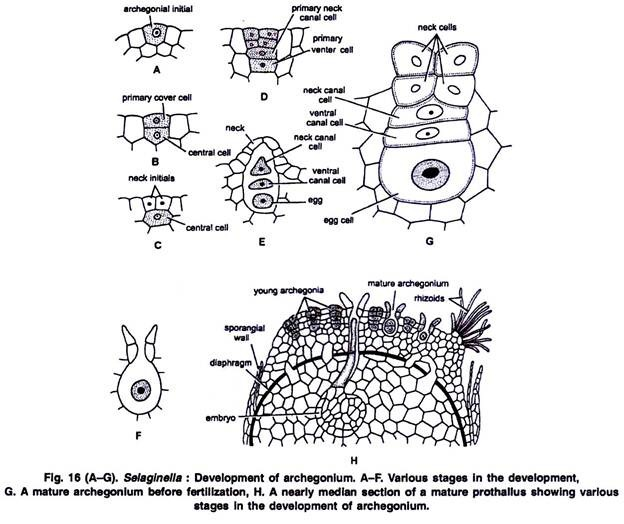 archegonial initial
A
primary cover cell
central cell
B
neck initials
central cell
C
primary neck
canal cell
primary
venter cell
D
neck
neck canal
cell
ventral
canal cell
egg
E
neck cells
neck canal
cell
ventral
canal cell
egg cell
G
F
young archegonia
mature archegonium
rhizoids
sporangial
wall
diaphragm
embryo
H
Fig. 16 (A–G). Selaginella : Development of archegonium. A–F. Various stages in the development,
G. A mature archegonium before fertilization, H. A nearly median section of a mature prothallus showing various
stages in the development of archegonium.